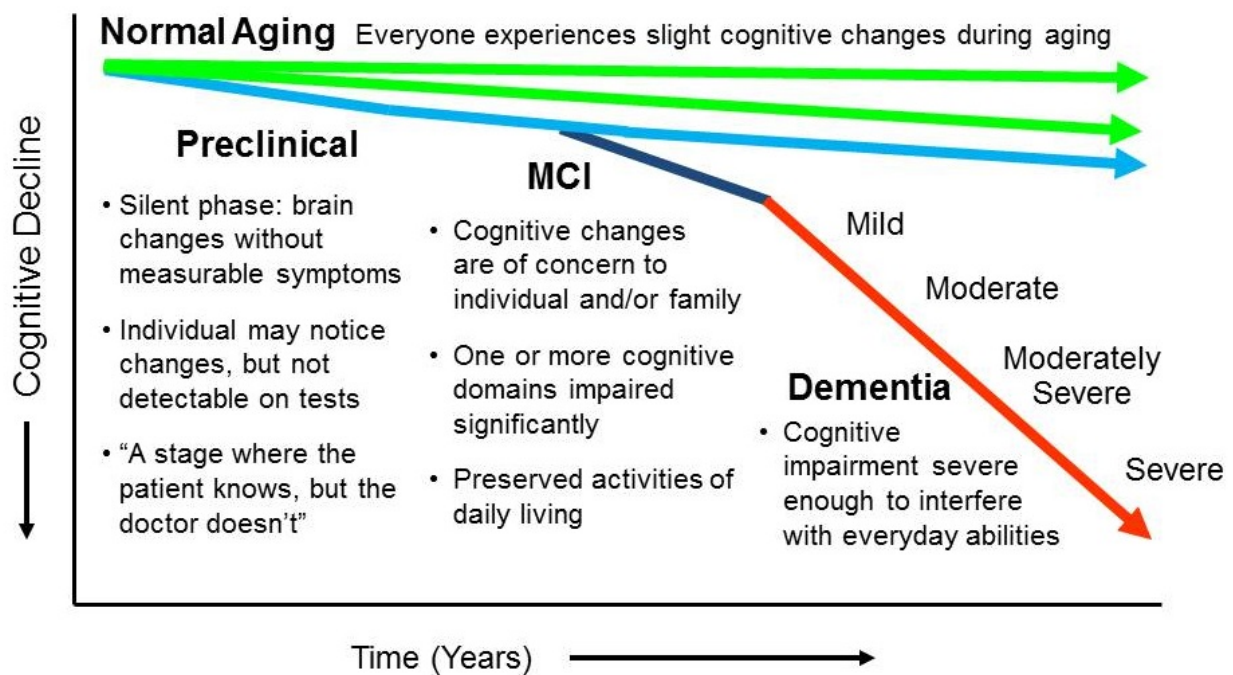 Normal Aging Everyone experiences slight cognitive changes during aging
Cognitive Decline
Preclinical
• Silent phase: brain
changes without
measurable symptoms
• Individual may notice
changes, but not
detectable on tests
• “A stage where the
patient knows, but the
doctor doesn’t”
MCI
• Cognitive changes
are of concern to
individual and/or family
• One or more cognitive
domains impaired
significantly
• Preserved activities of
daily living
Mild
Moderate
Moderately
Severe
Severe
Dementia
• Cognitive
impairment severe
enough to interfere
with everyday abilities
Time (Years)